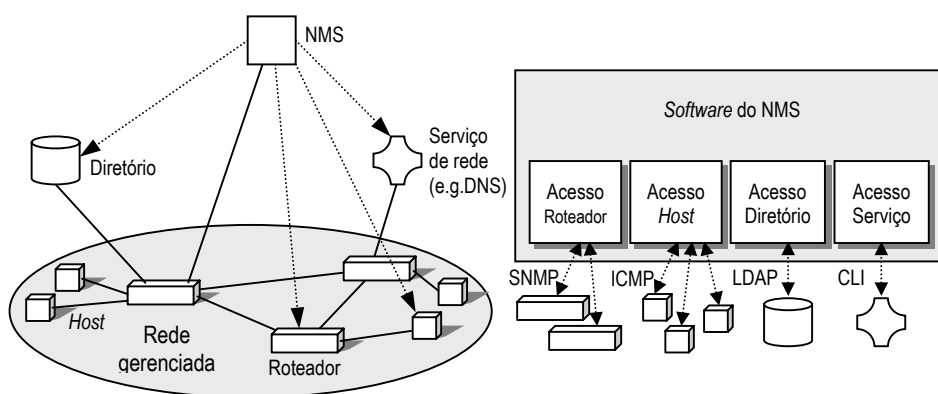 NMS
Diretório
Serviço
de rede
(e.g.DNS)
Host
Rede
gerenciada
Roteador
Software do NMS
Acesso
Roteador
Acesso
Host
Acesso
Diretório
Acesso
Serviço
SNMP
ICMP
LDAP
CLI